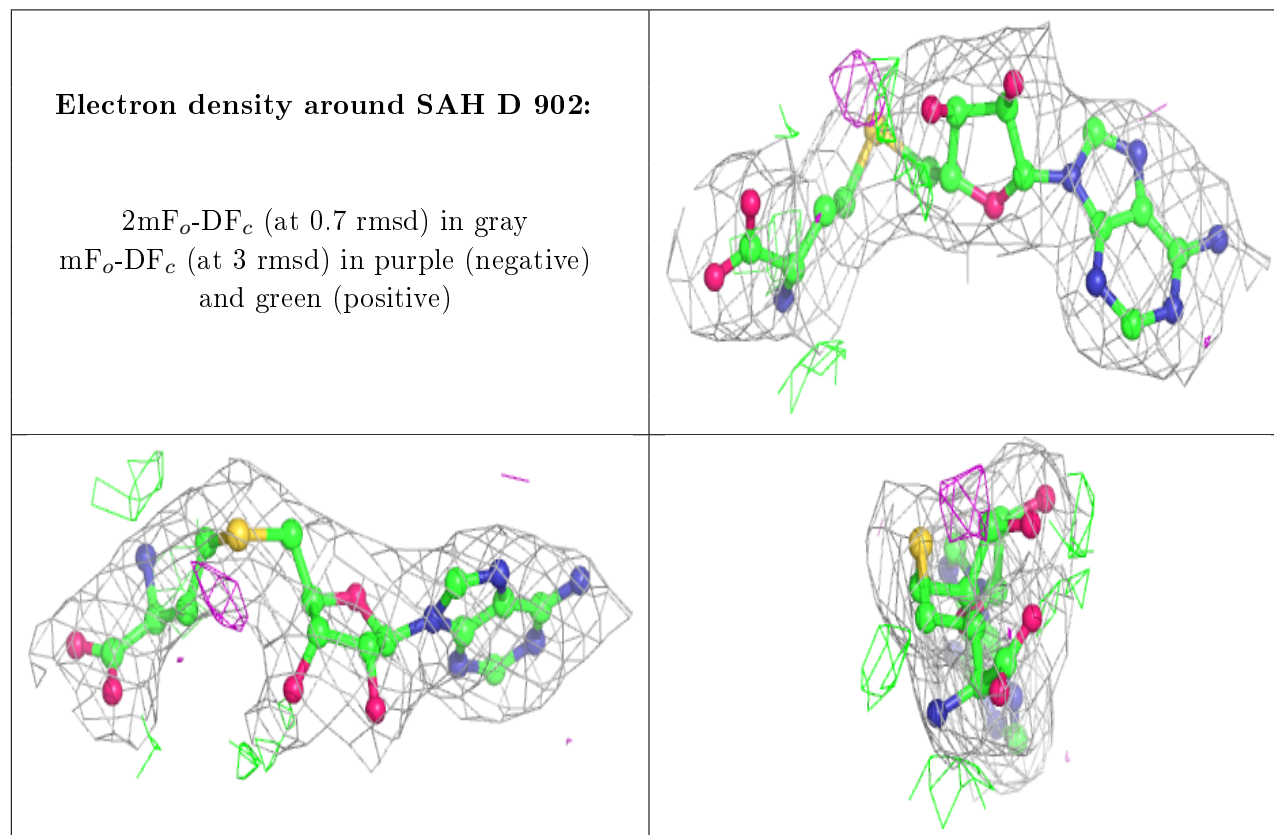 Electron density around SAH D 902:
2mFo-DFc (at 0.7 rmsd) in gray
mFo-DFc (at 3 rmsd) in purple (negative)
and green (positive)